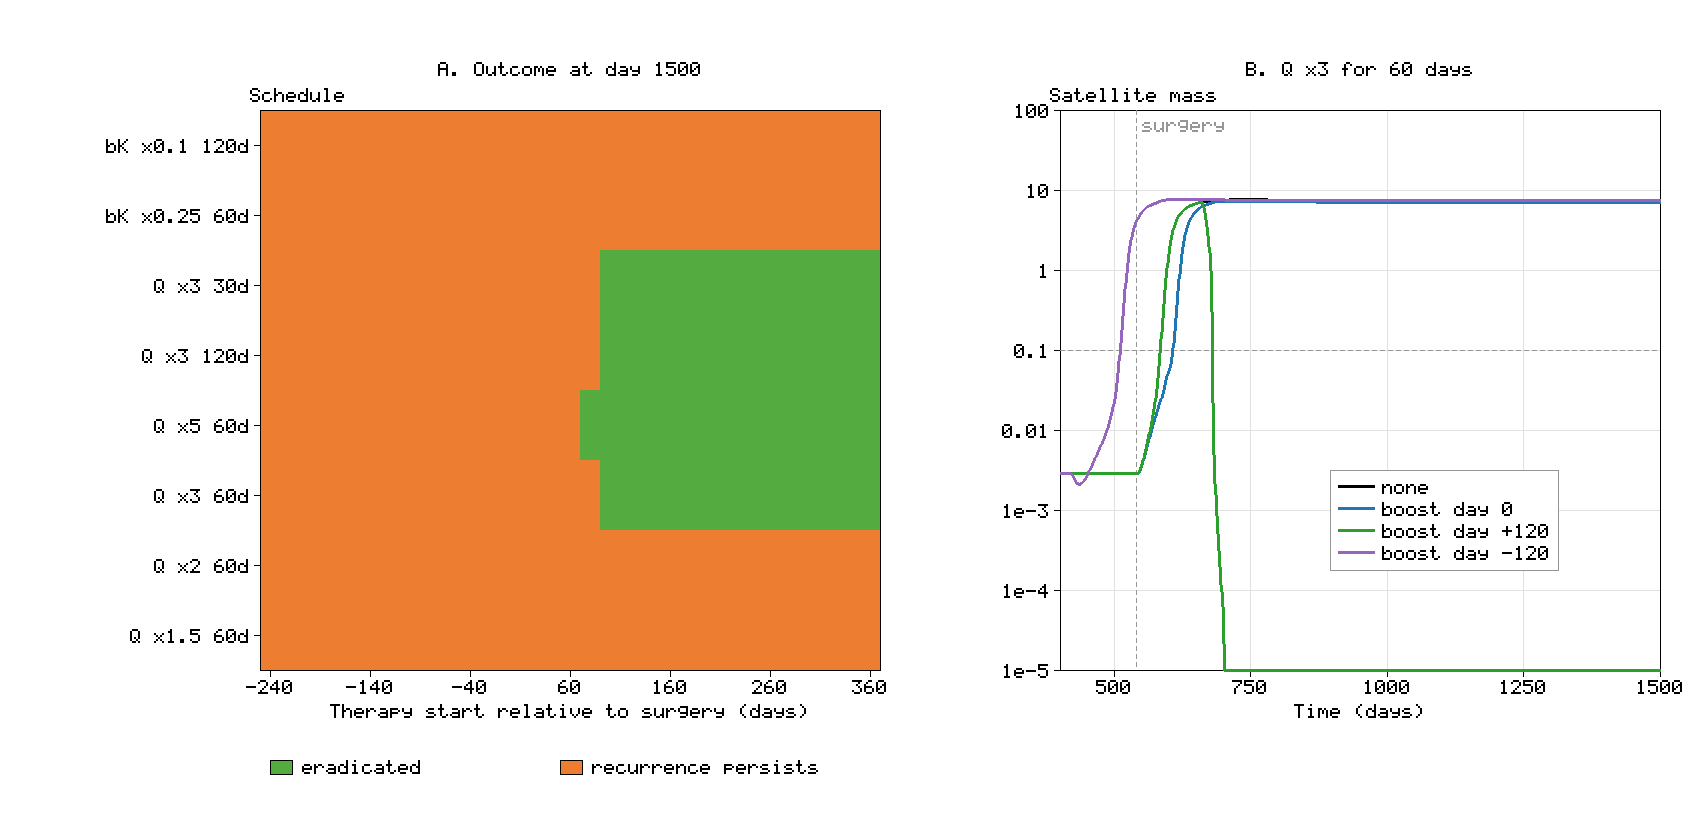 A. Outcome at day 1500
Schedule
bK x0.1 120d
bK x0.25 60d
Q x3 30d
Q x3 120d
Q x5 60d
Q x3 60d
Q x2 60d
Q x1.5 60d
-240 -140 -40 60 160 260 360
Therapy start relative to surgery (days)
eradicated
recurrence persists
B. Q x3 for 60 days
Satellite mass
100
surgery
10
1
0.1
0.01
1e-3
1e-4
1e-5
none
boost day 0
boost day +120
boost day -120
500 750 1000 1250 1500
Time (days)